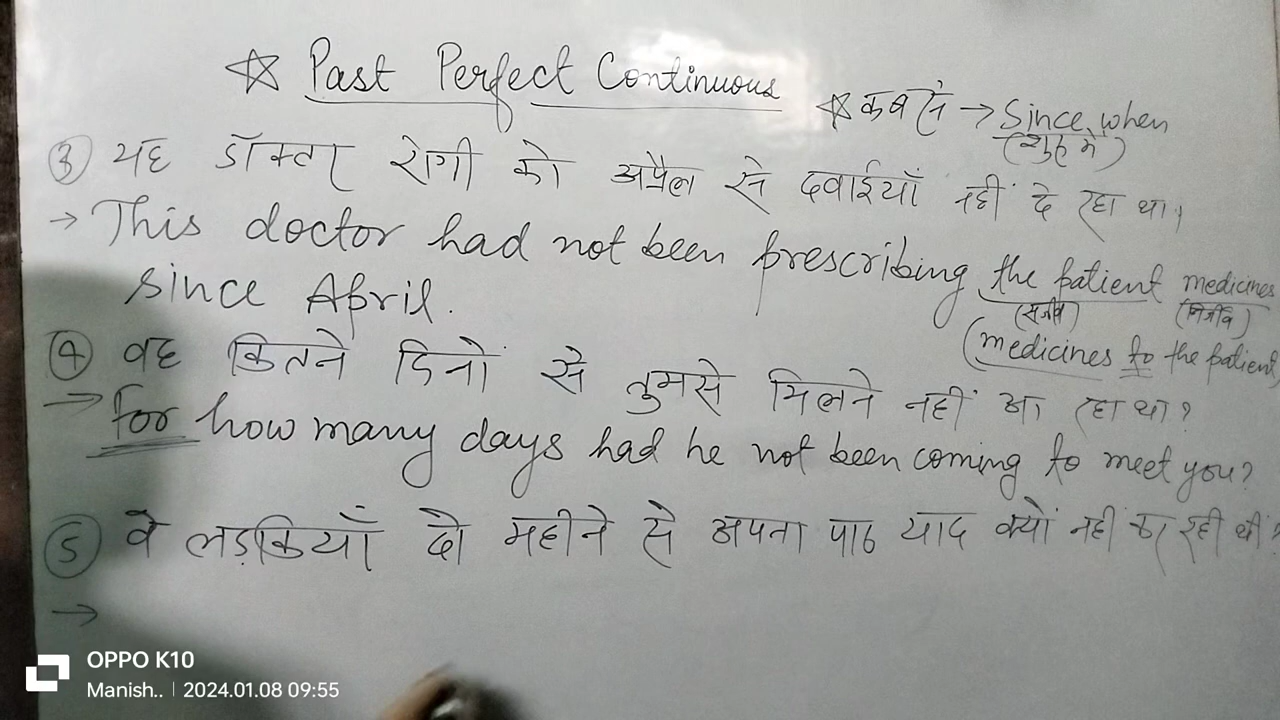 ☆ Past Perfect Continuous
☆ कब से → Since when
(शुरू में)
③ यह डॉक्टर रोगी को अप्रैल से दवाईयाँ नहीं दे रहा था।
→ This doctor had not been prescribing the patient medicines
(सजीव) (निर्जीव)
since April.
(medicines to the patient)
④ वह कितने दिनों से तुमसे मिलने नहीं आ रहा था?
→ for how many days had he not been coming to meet you?
⑤ वे लड़कियाँ दो महीने से अपना पाठ याद क्यों नहीं कर रही थीं?
→
OPPO K10
Manish.. | 2024.01.08 09:55